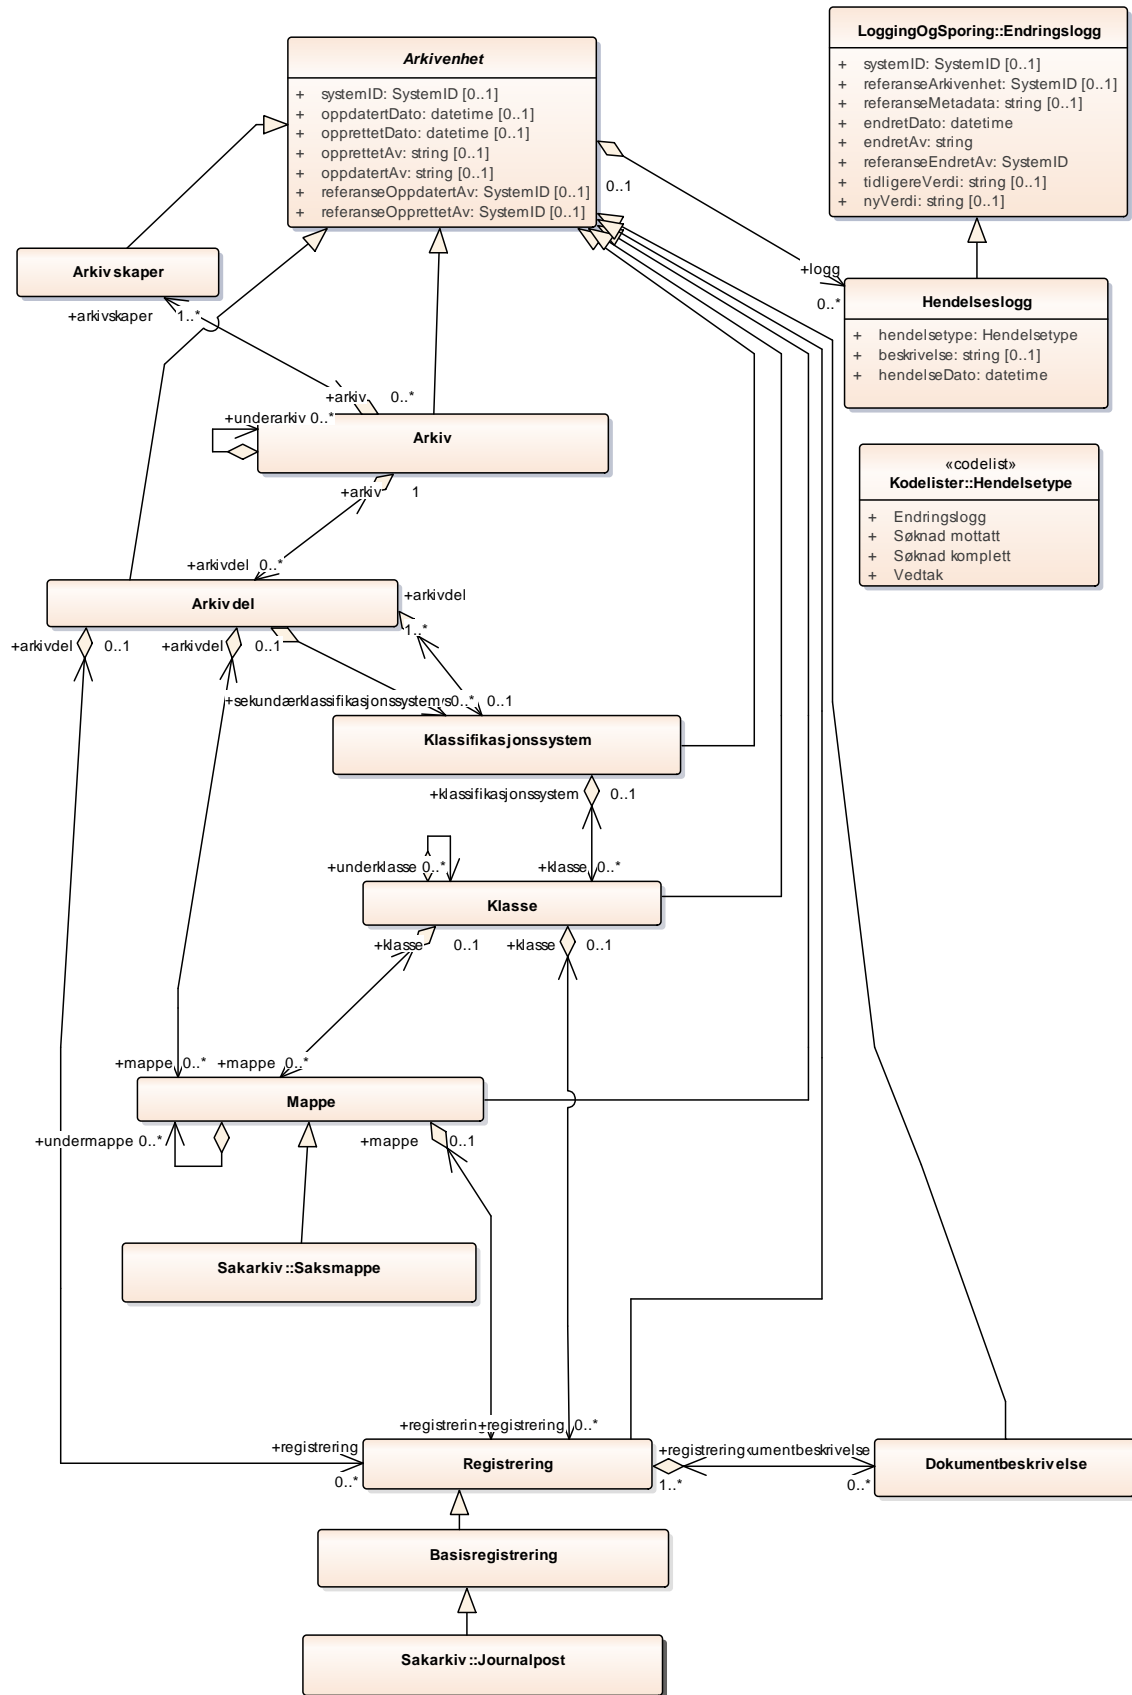 Arkivenhet
+ systemID: SystemID [0..1]
+ oppdatertDato: datetime [0..1]
+ opprettetDato: datetime [0..1]
+ opprettetAv: string [0..1]
+ oppdatertAv: string [0..1]
+ referanseOppdatertAv: SystemID [0..1]
+ referanseOpprettetAv: SystemID [0..1]
LoggingOgSporing::Endringslogg
+ systemID: SystemID [0..1]
+ referanseArkivenhet: SystemID [0..1]
+ referanseMetadata: string [0..1]
+ endretDato: datetime
+ endretAv: string
+ referanseEndretAv: SystemID
+ tidligereVerdi: string [0..1]
+ nyVerdi: string [0..1]
0..1
+logg
0..*
Arkivskaper
+arkivskaper 1..*
Hendelseslogg
+ hendelsetype: Hendelsetype
+ beskrivelse: string [0..1]
+ hendelseDato: datetime
+arkiv 0..*
+underarkiv 0..*
Arkiv
+arkiv 1
«codelist»
Kodelister::Hendelsetype
+ Endringslogg
+ Søknad mottatt
+ Søknad komplett
+ Vedtak
+arkivdel 0..*
Arkivdel
+arkivdel
1..*
+arkivdel 0..1
+arkivdel 0..1
+sekundærklassifikasjonssystem 0..* 0..1
Klassifikasjonssystem
+klassifikasjonssystem 0..1
+underklasse 0..*
+klasse 0..*
Klasse
+klasse 0..1
+klasse 0..1
+mappe 0..*
+mappe 0..*
Mappe
+undermappe 0..*
+mappe 0..1
Sakarkiv::Saksmappe
+registrerin+registrering 0..*
+registrering
0..*
Registrering
+registrering
1..*
kumentbeskrivelse
0..*
Dokumentbeskrivelse
Basisregistrering
Sakarkiv::Journalpost